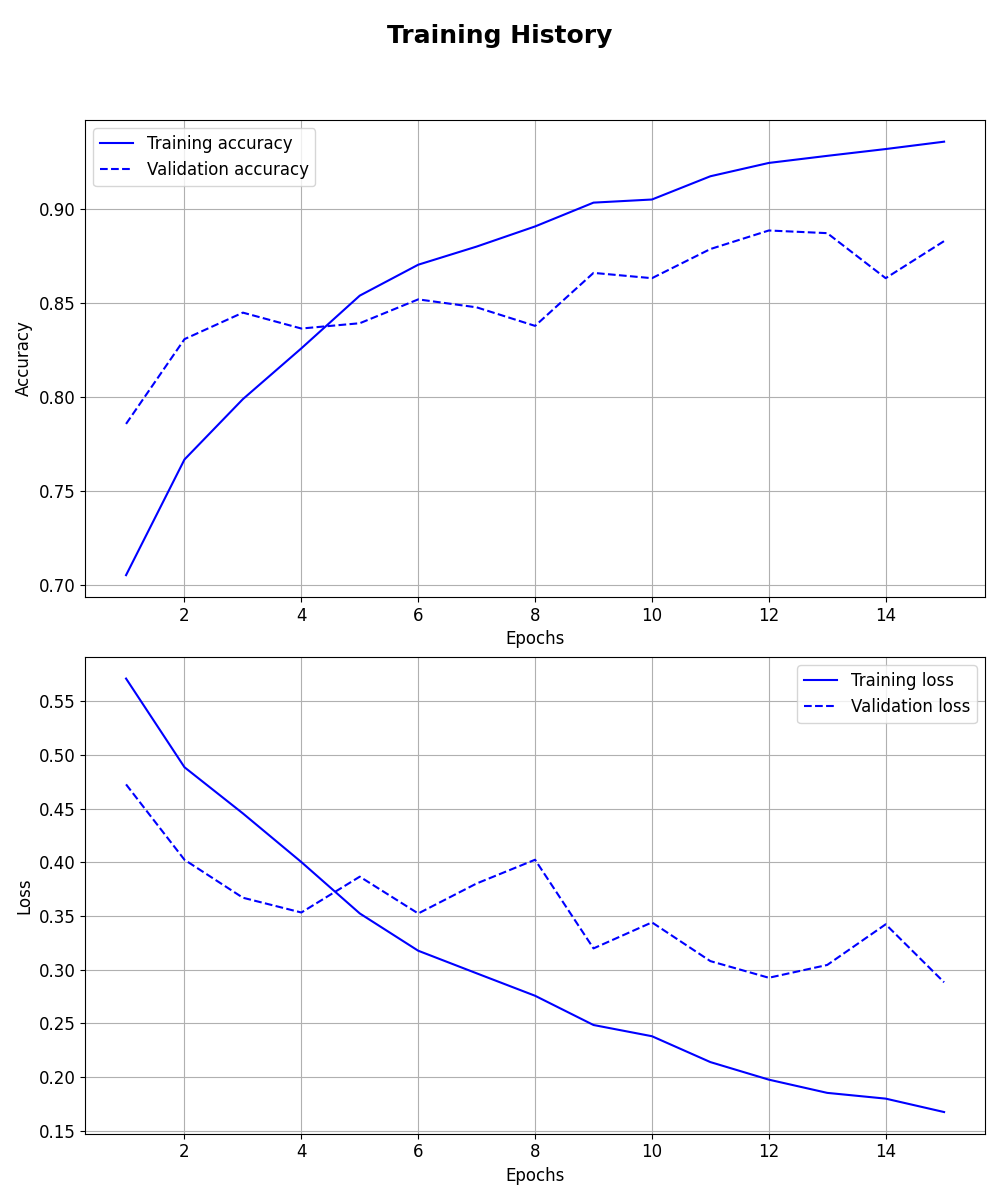 Training History
Training accuracy
Validation accuracy
0.90
0.85
0.80
0.75
0.70
Accuracy
2 4 6 8 10 12 14
Epochs
Training loss
Validation loss
0.55
0.50
0.45
0.40
0.35
0.30
0.25
0.20
0.15
Loss
2 4 6 8 10 12 14
Epochs